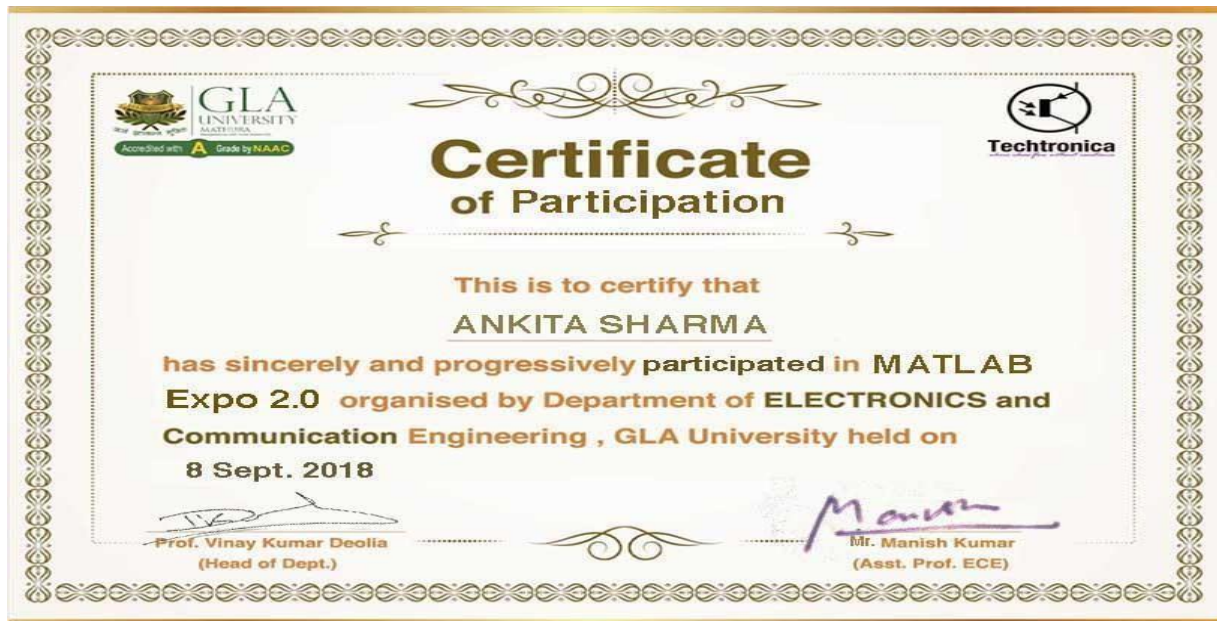 GLA
UNIVERSITY
MATHURA
Accredited with A Grade by NAAC
Techtronica
Certificate
of Participation
This is to certify that
ANKITA SHARMA
has sincerely and progressively participated in MATLAB
Expo 2.0 organised by Department of ELECTRONICS and
Communication Engineering , GLA University held on
8 Sept. 2018
Prof. Vinay Kumar Deolia
(Head of Dept.)
Manish
Mr. Manish Kumar
(Asst. Prof. ECE)